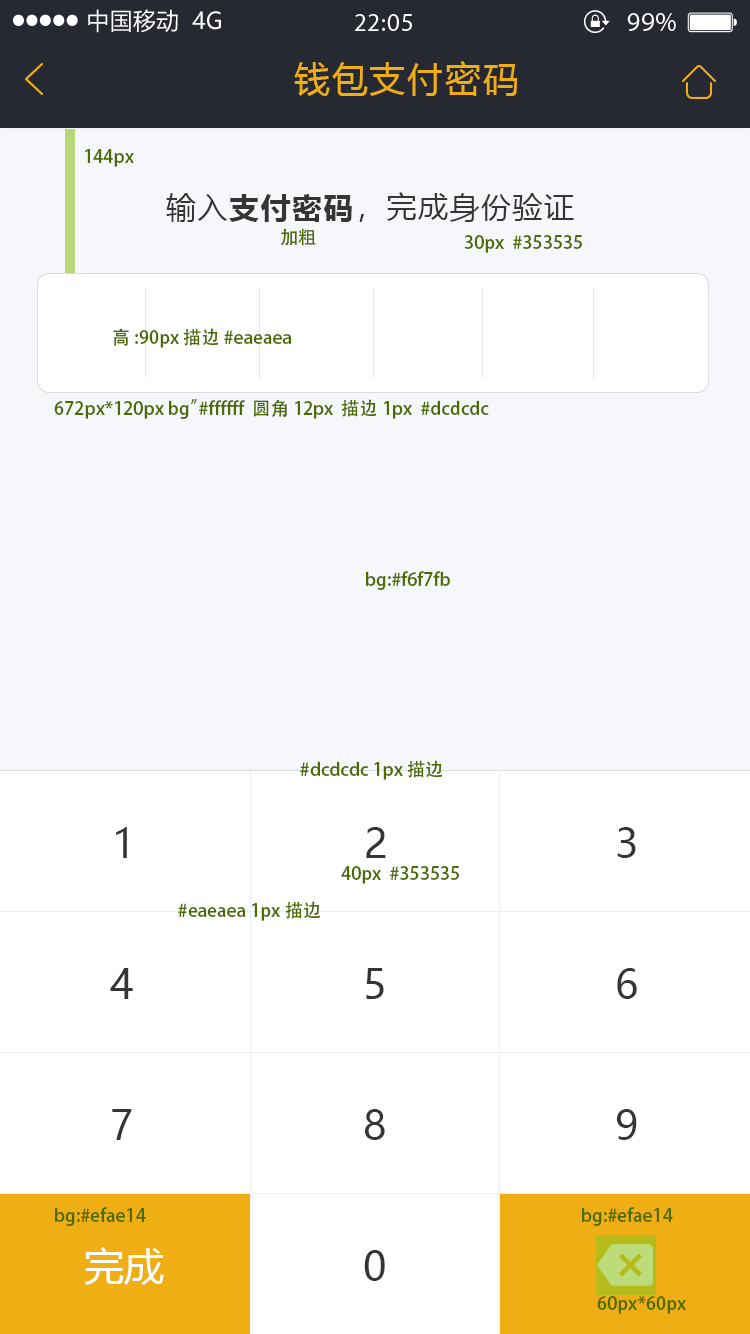 中国移动 4G 22:05 99%
钱包支付密码
144px
输入支付密码，完成身份验证
加粗
30px #353535
高 :90px 描边 #eaeaea
672px*120px bg″#ffffff 圆角 12px 描边 1px #dcdcdc
bg:#f6f7fb
#dcdcdc 1px 描边
1 2 3
40px #353535
#eaeaea 1px 描边
4 5 6
7 8 9
bg:#efae14 bg:#efae14
完成 0
60px*60px